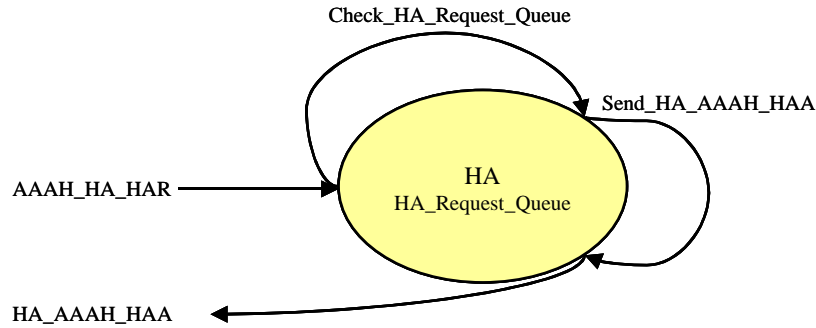 Check_HA_Request_Queue
Send_HA_AAAH_HAA
HA
AAAH_HA_HAR
HA_Request_Queue
HA_AAAH_HAA